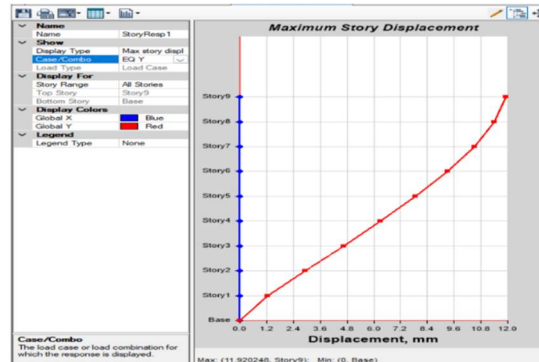 Name
Name StoryResp1
Show
Display Type Max story displ
Case/Combo EQ Y
Load Type Load Case
Display For
Story Range All Stories
Top Story Story9
Bottom Story Base
Display Colors
Global X Blue
Global Y Red
Legend
Legend Type None
Case/Combo
The load case or load combination for
which the response is displayed.
Maximum Story Displacement
Story9
Story8
Story7
Story6
Story5
Story4
Story3
Story2
Story1
Base
0.0 1.2 2.4 3.6 4.8 6.0 7.2 8.4 9.6 10.8 12.0
Displacement, mm
Max: (11.920248, Story9); Min: (0, Base)